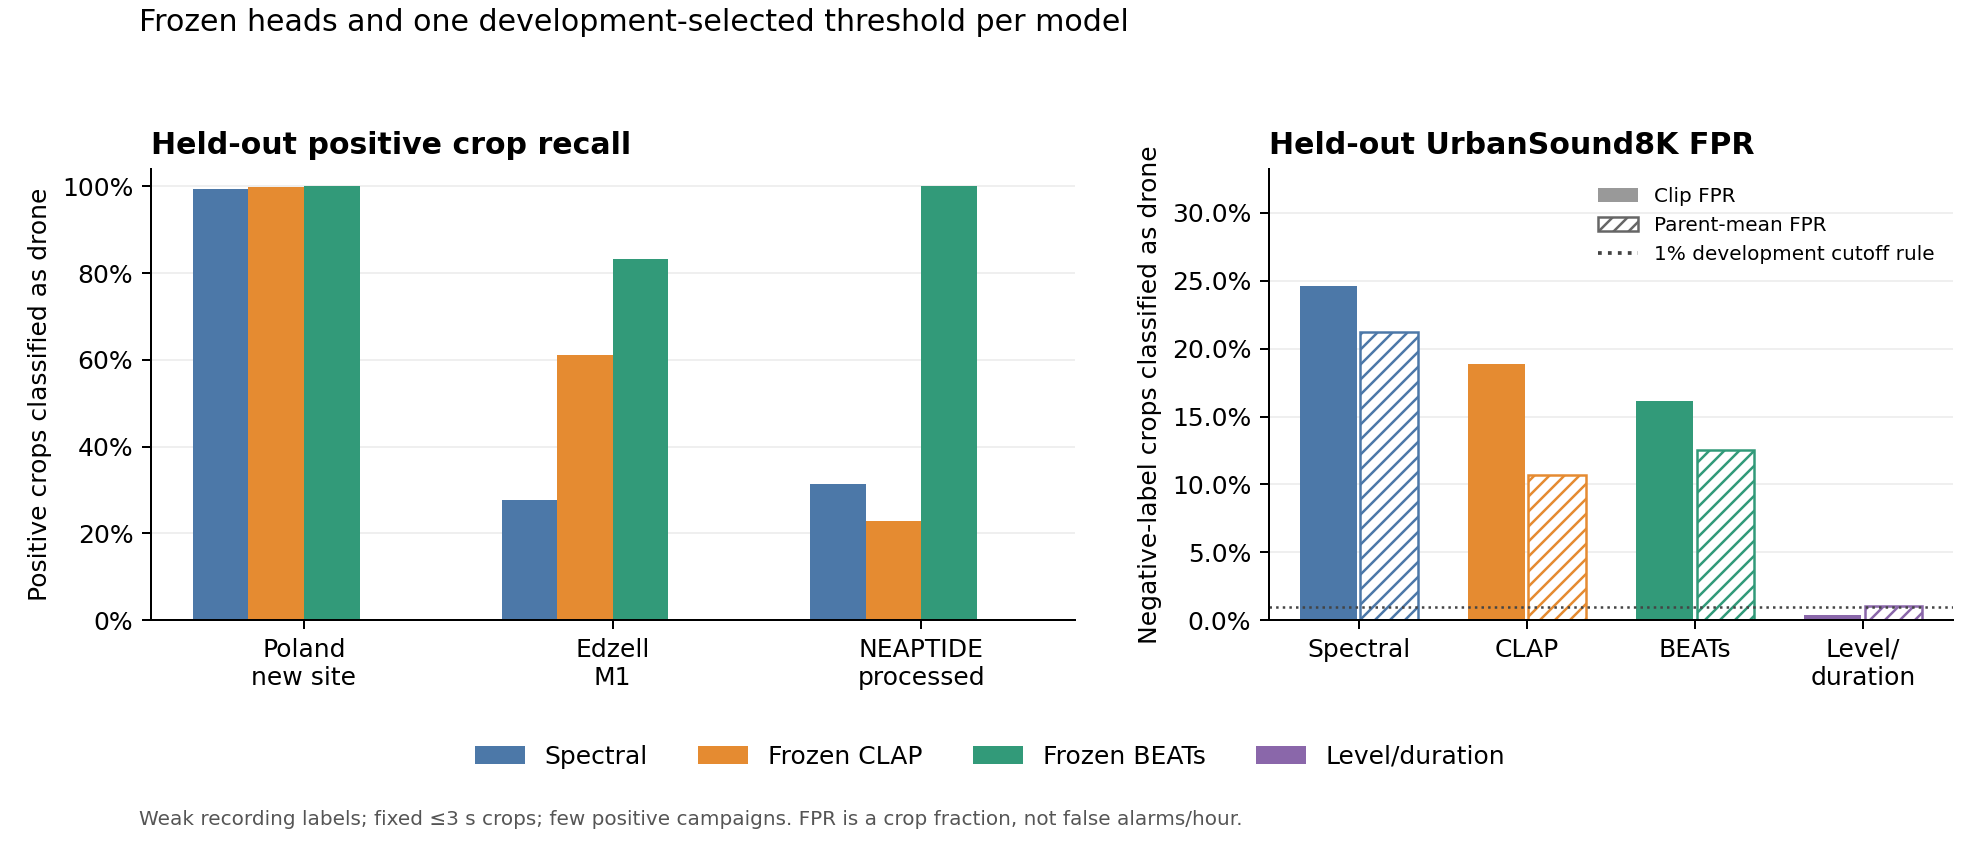 Frozen heads and one development-selected threshold per model
Held-out positive crop recall
Positive crops classified as drone
100%
80%
60%
40%
20%
0%
Poland
new site
Edzell
M1
NEAPTIDE
processed
Held-out UrbanSound8K FPR
Negative-label crops classified as drone
30.0%
25.0%
20.0%
15.0%
10.0%
5.0%
0.0%
Clip FPR
Parent-mean FPR
1% development cutoff rule
Spectral
CLAP
BEATs
Level/
duration
Spectral
Frozen CLAP
Frozen BEATs
Level/duration
Weak recording labels; fixed ≤3 s crops; few positive campaigns. FPR is a crop fraction, not false alarms/hour.